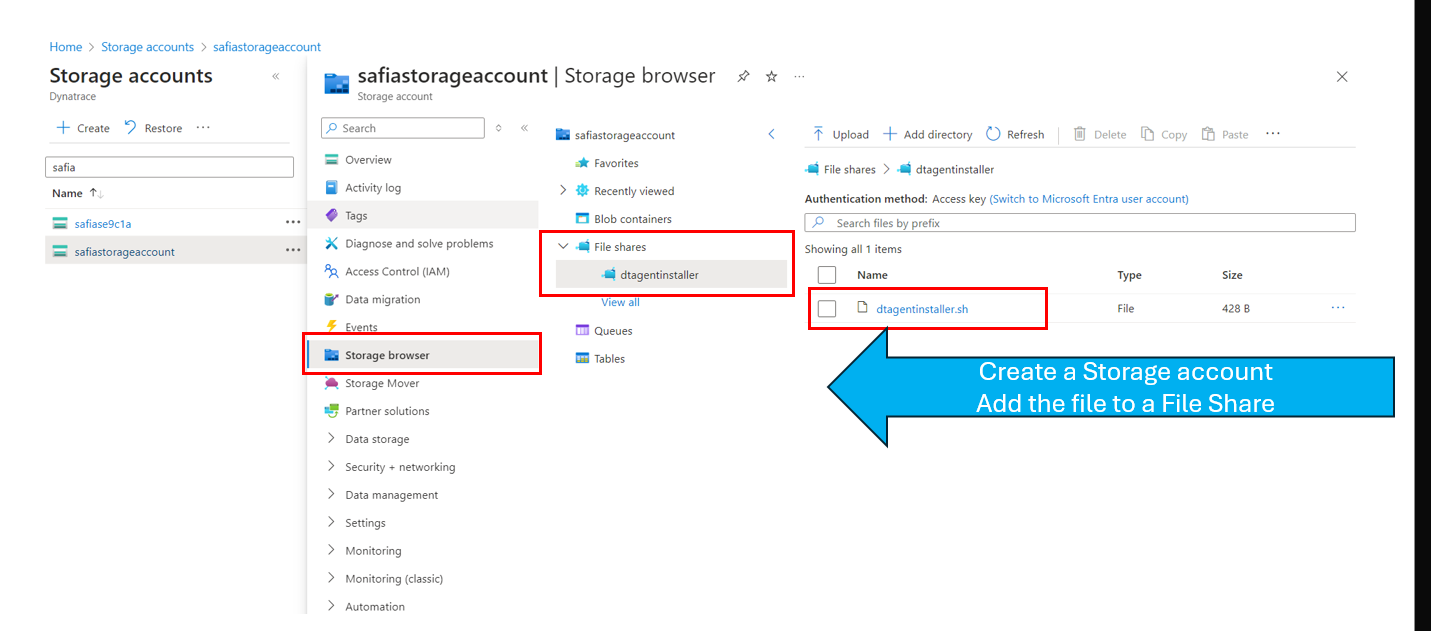 Home > Storage accounts > safiastorageaccount
Storage accounts
Dynatrace
Create Restore ...
safia
Name
safiase9c1a ...
safiastorageaccount ...
safiastorageaccount | Storage browser ...
Storage account
Search
Overview
Activity log
Tags
Diagnose and solve problems
Access Control (IAM)
Data migration
Events
Storage browser
Storage Mover
Partner solutions
Data storage
Security + networking
Data management
Settings
Monitoring
Monitoring (classic)
Automation
safiastorageaccount
Favorites
Recently viewed
Blob containers
File shares
dtagentinstaller
View all
Queues
Tables
Upload Add directory Refresh Delete Copy Paste ...
File shares > dtagentinstaller
Authentication method: Access key (Switch to Microsoft Entra user account)
Search files by prefix
Showing all 1 items
Name Type Size
dtagentinstaller.sh File 428 B ...
Create a Storage account
Add the file to a File Share